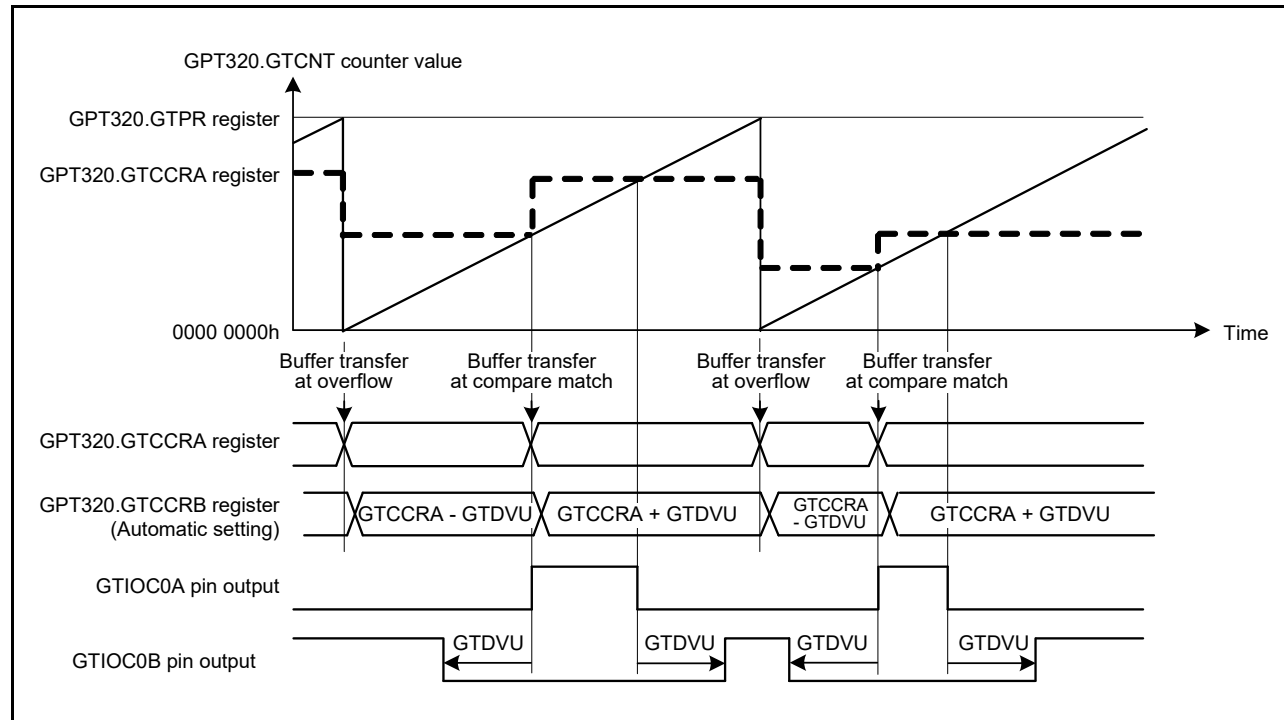 GPT320.GTCNT counter value
GPT320.GTPR register
GPT320.GTCCRA register
0000 0000h
Time
Buffer transfer
at overflow
Buffer transfer
at compare match
Buffer transfer
at overflow
Buffer transfer
at compare match
GPT320.GTCCRA register
GPT320.GTCCRB register
(Automatic setting)
GTCCRA - GTDVU
GTCCRA + GTDVU
GTCCRA
- GTDVU
GTCCRA + GTDVU
GTIOC0A pin output
GTIOC0B pin output
GTDVU
GTDVU
GTDVU
GTDVU